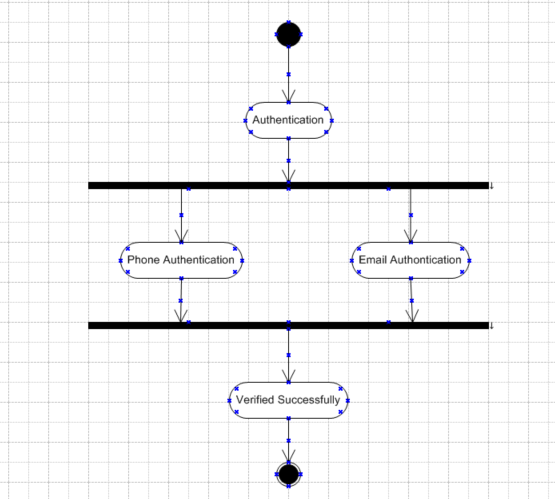 Authentication
Phone Authentication
Email Authontication
Verified Successfully